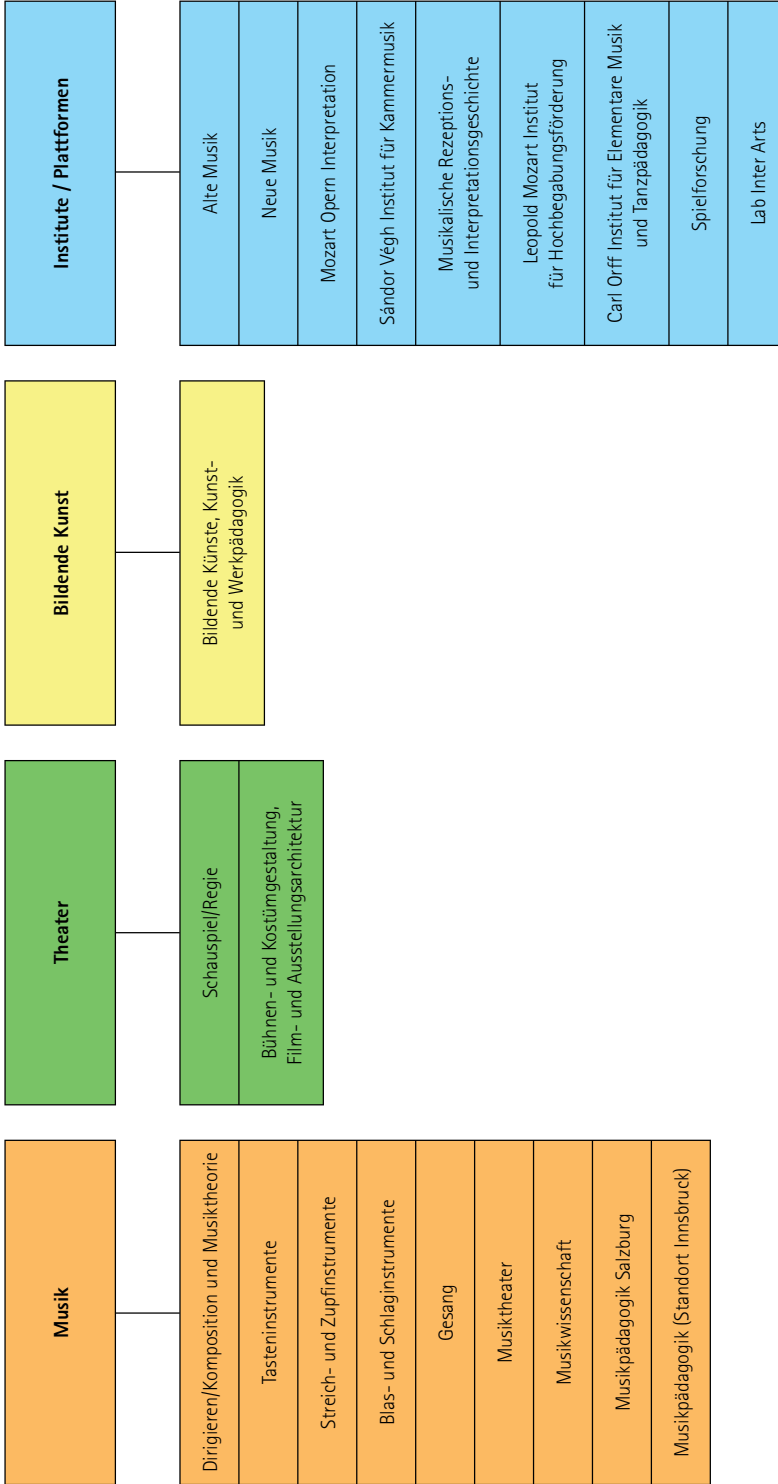 Musik
Dirigieren/Komposition und Musiktheorie
Tasteninstrumente
Streich- und Zupfinstrumente
Blas- und Schlaginstrumente
Gesang
Musiktheater
Musikwissenschaft
Musikpädagogik Salzburg
Musikpädagogik (Standort Innsbruck)
Theater
Schauspiel/Regie
Bühnen- und Kostümgestaltung,
Film- und Ausstellungsarchitektur
Bildende Kunst
Bildende Künste, Kunst-
und Werkpädagogik
Institute / Plattformen
Alte Musik
Neue Musik
Mozart Opern Interpretation
Sándor Végh Institut für Kammermusik
Musikalische Rezeptions-
und Interpretationsgeschichte
Leopold Mozart Institut
für Hochbegabungsförderung
Carl Orff Institut für Elementare Musik
und Tanzpädagogik
Spielforschung
Lab Inter Arts